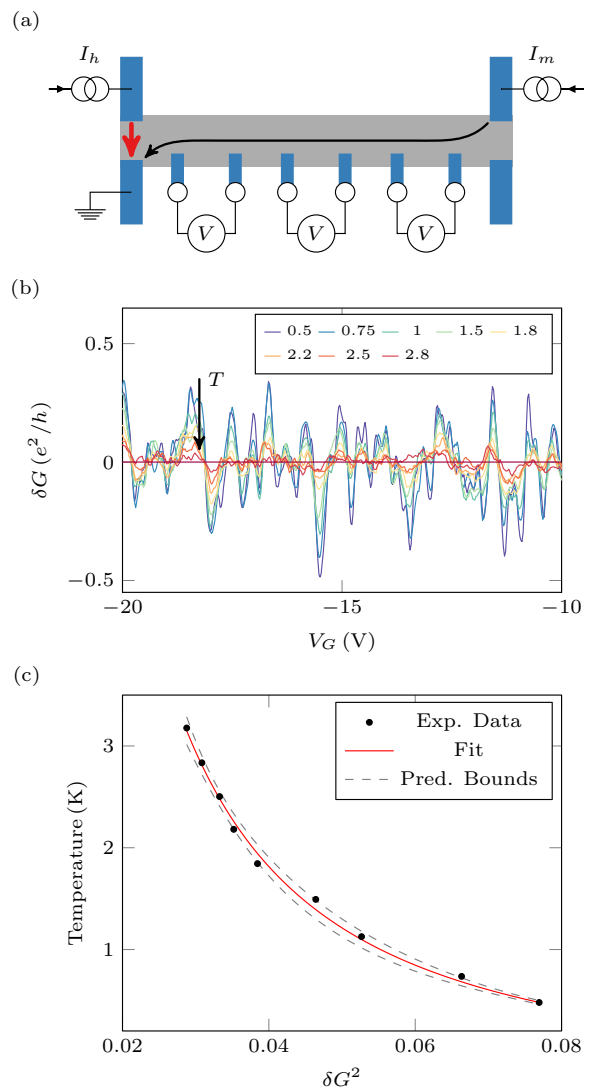 (a)
I_h I_m
V V V
(b)
0.5 0.75 1 1.5 1.8
2.2 2.5 2.8
T
0.5
0
−0.5
δG (e²/h)
−20 −15 −10
V_G (V)
(c)
Exp. Data
Fit
Pred. Bounds
3
2
1
Temperature (K)
0.02 0.04 0.06 0.08
δG²